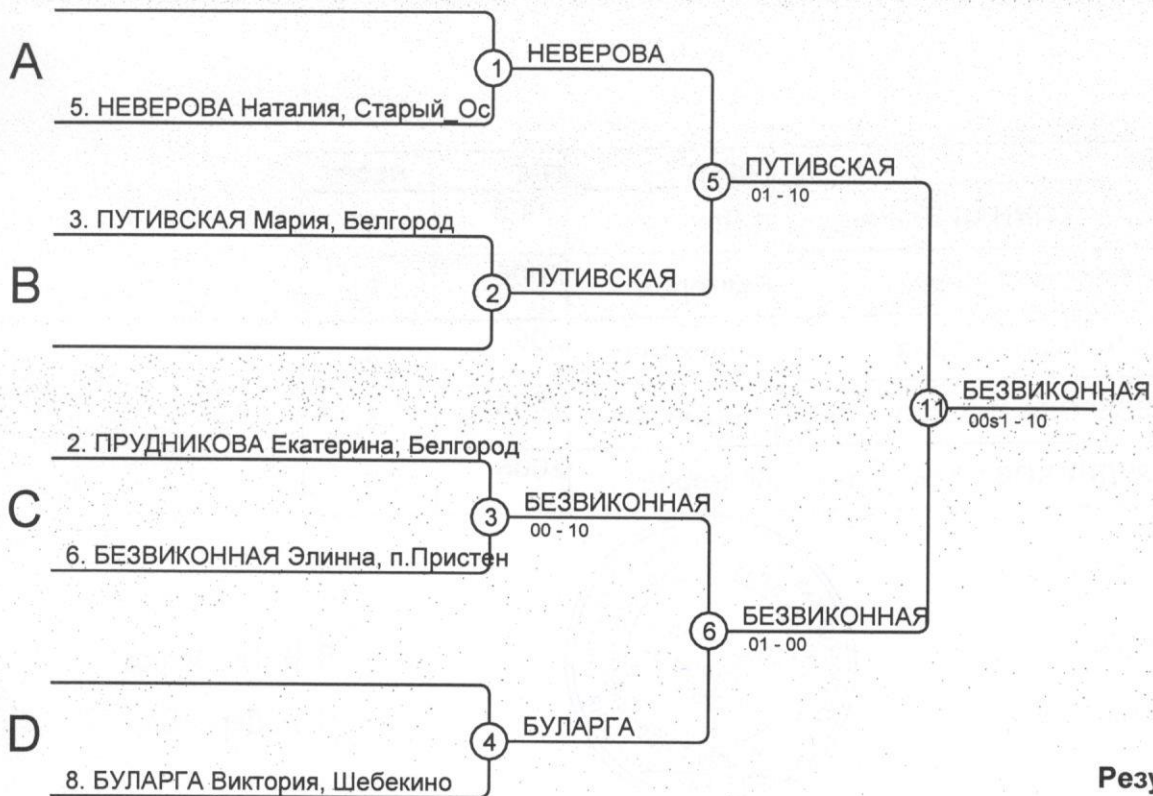 A
1
НЕВЕРОВА
5. НЕВЕРОВА Наталия, Старый_Ос
5
ПУТИВСКАЯ
01 - 10
3. ПУТИВСКАЯ Мария, Белгород
B
2
ПУТИВСКАЯ
11
БЕЗВИКОННАЯ
00s1 - 10
2. ПРУДНИКОВА Екатерина, Белгород
C
3
БЕЗВИКОННАЯ
00 - 10
6. БЕЗВИКОННАЯ Элинна, п.Пристен
6
БЕЗВИКОННАЯ
01 - 00
D
4
БУЛАРГА
8. БУЛАРГА Виктория, Шебекино
Резу